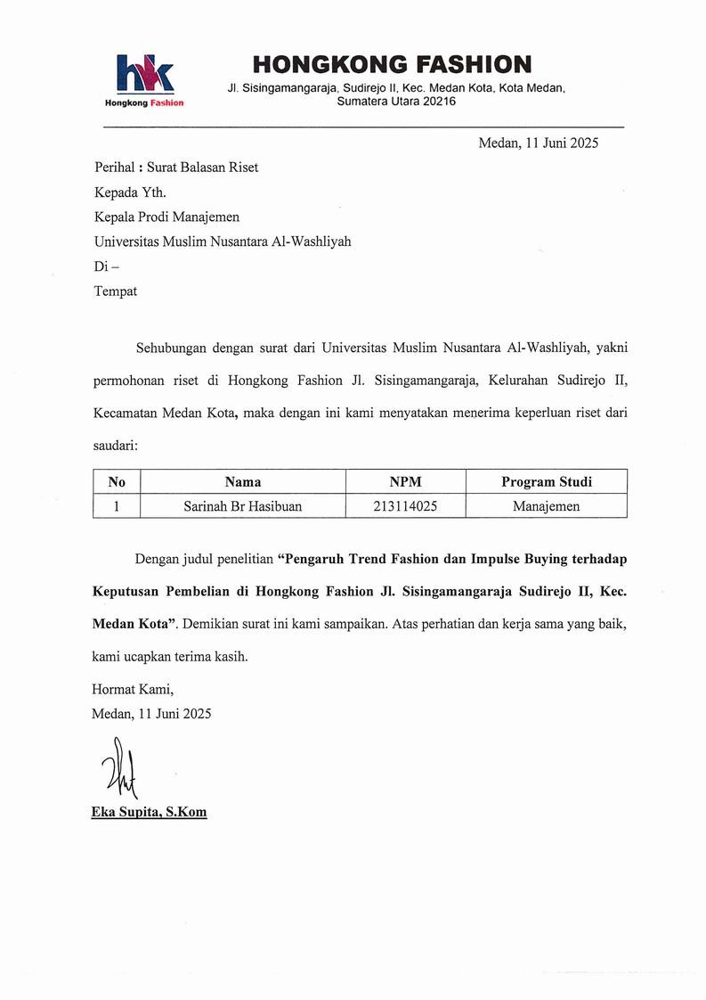 hk
Hongkong Fashion
HONGKONG FASHION
Jl. Sisingamangaraja, Sudirejo II, Kec. Medan Kota, Kota Medan,
Sumatera Utara 20216
Medan, 11 Juni 2025
Perihal : Surat Balasan Riset
Kepada Yth.
Kepala Prodi Manajemen
Universitas Muslim Nusantara Al-Washliyah
Di –
Tempat
Sehubungan dengan surat dari Universitas Muslim Nusantara Al-Washliyah, yakni
permohonan riset di Hongkong Fashion Jl. Sisingamangaraja, Kelurahan Sudirejo II,
Kecamatan Medan Kota, maka dengan ini kami menyatakan menerima keperluan riset dari
saudari:
No Nama NPM Program Studi
1 Sarinah Br Hasibuan 213114025 Manajemen
Dengan judul penelitian “Pengaruh Trend Fashion dan Impulse Buying terhadap
Keputusan Pembelian di Hongkong Fashion Jl. Sisingamangaraja Sudirejo II, Kec.
Medan Kota”. Demikian surat ini kami sampaikan. Atas perhatian dan kerja sama yang baik,
kami ucapkan terima kasih.
Hormat Kami,
Medan, 11 Juni 2025
Eka Supita, S.Kom